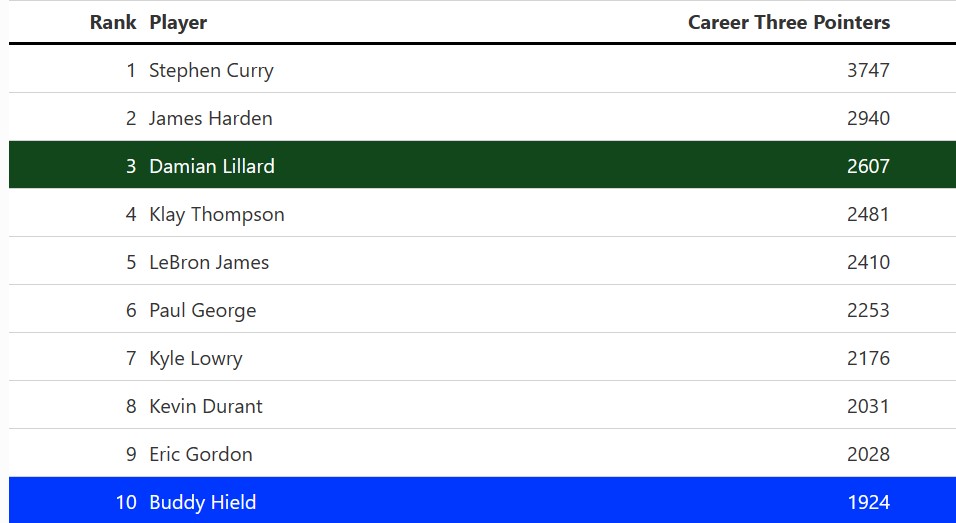 Rank Player Career Three Pointers
1 Stephen Curry 3747
2 James Harden 2940
3 Damian Lillard 2607
4 Klay Thompson 2481
5 LeBron James 2410
6 Paul George 2253
7 Kyle Lowry 2176
8 Kevin Durant 2031
9 Eric Gordon 2028
10 Buddy Hield 1924